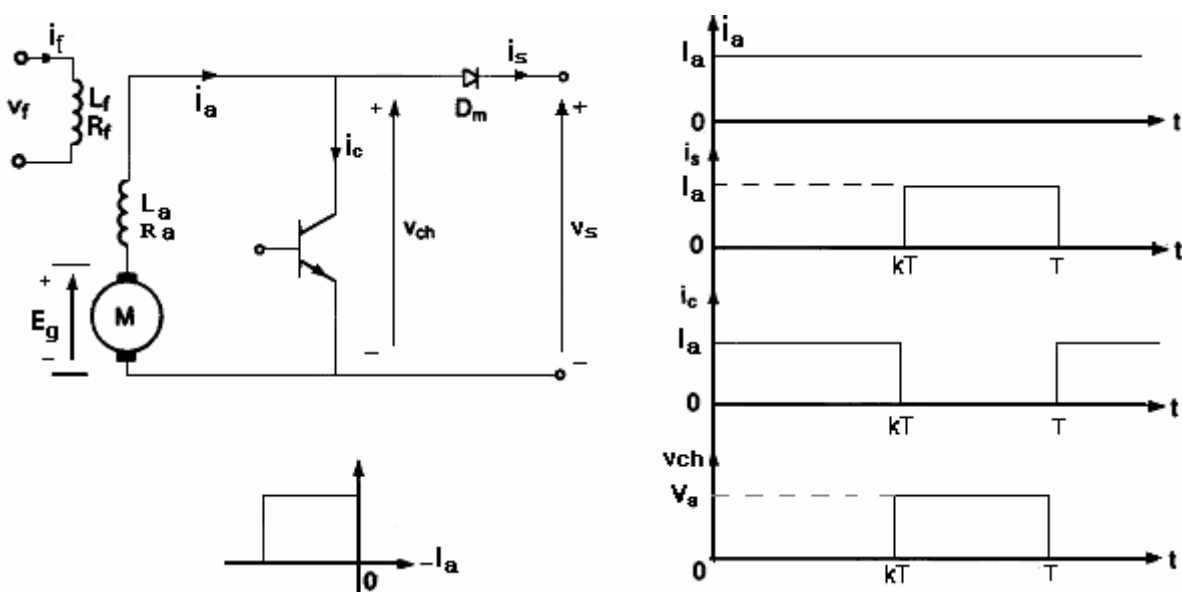 i_f
v_f
L_f
R_f
i_a
i_s
D_m
+
+
i_c
v_ch
v_s
L_a
R_a
+
E_g
M
−
−
−
0
−I_a
i_a
I_a
0
t
i_s
I_a
0
kT
T
t
i_c
I_a
0
kT
T
t
vch
V_a
0
kT
T
t